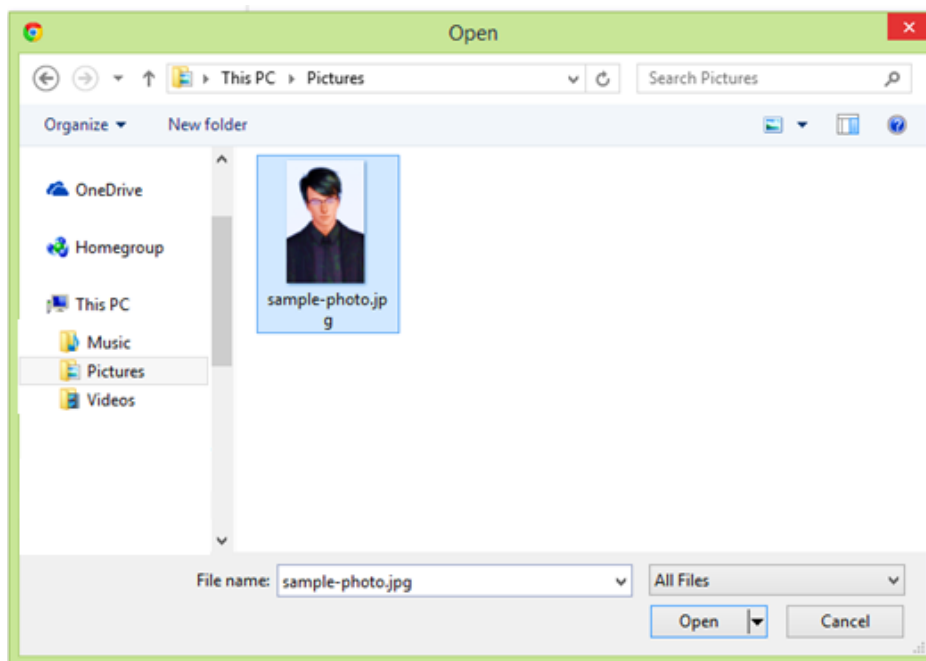 Open
This PC Pictures
Search Pictures
Organize
New folder
OneDrive
Homegroup
This PC
Music
Pictures
Videos
sample-photo.jp
g
File name:
sample-photo.jpg
All Files
Open
Cancel